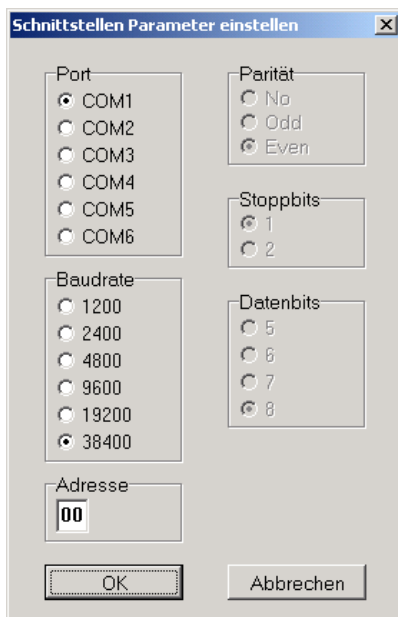 Schnittstellen Parameter einstellen
Port
COM1
COM2
COM3
COM4
COM5
COM6
Baudrate
1200
2400
4800
9600
19200
38400
Adresse
00
Parität
No
Odd
Even
Stoppbits
1
2
Datenbits
5
6
7
8
OK
Abbrechen